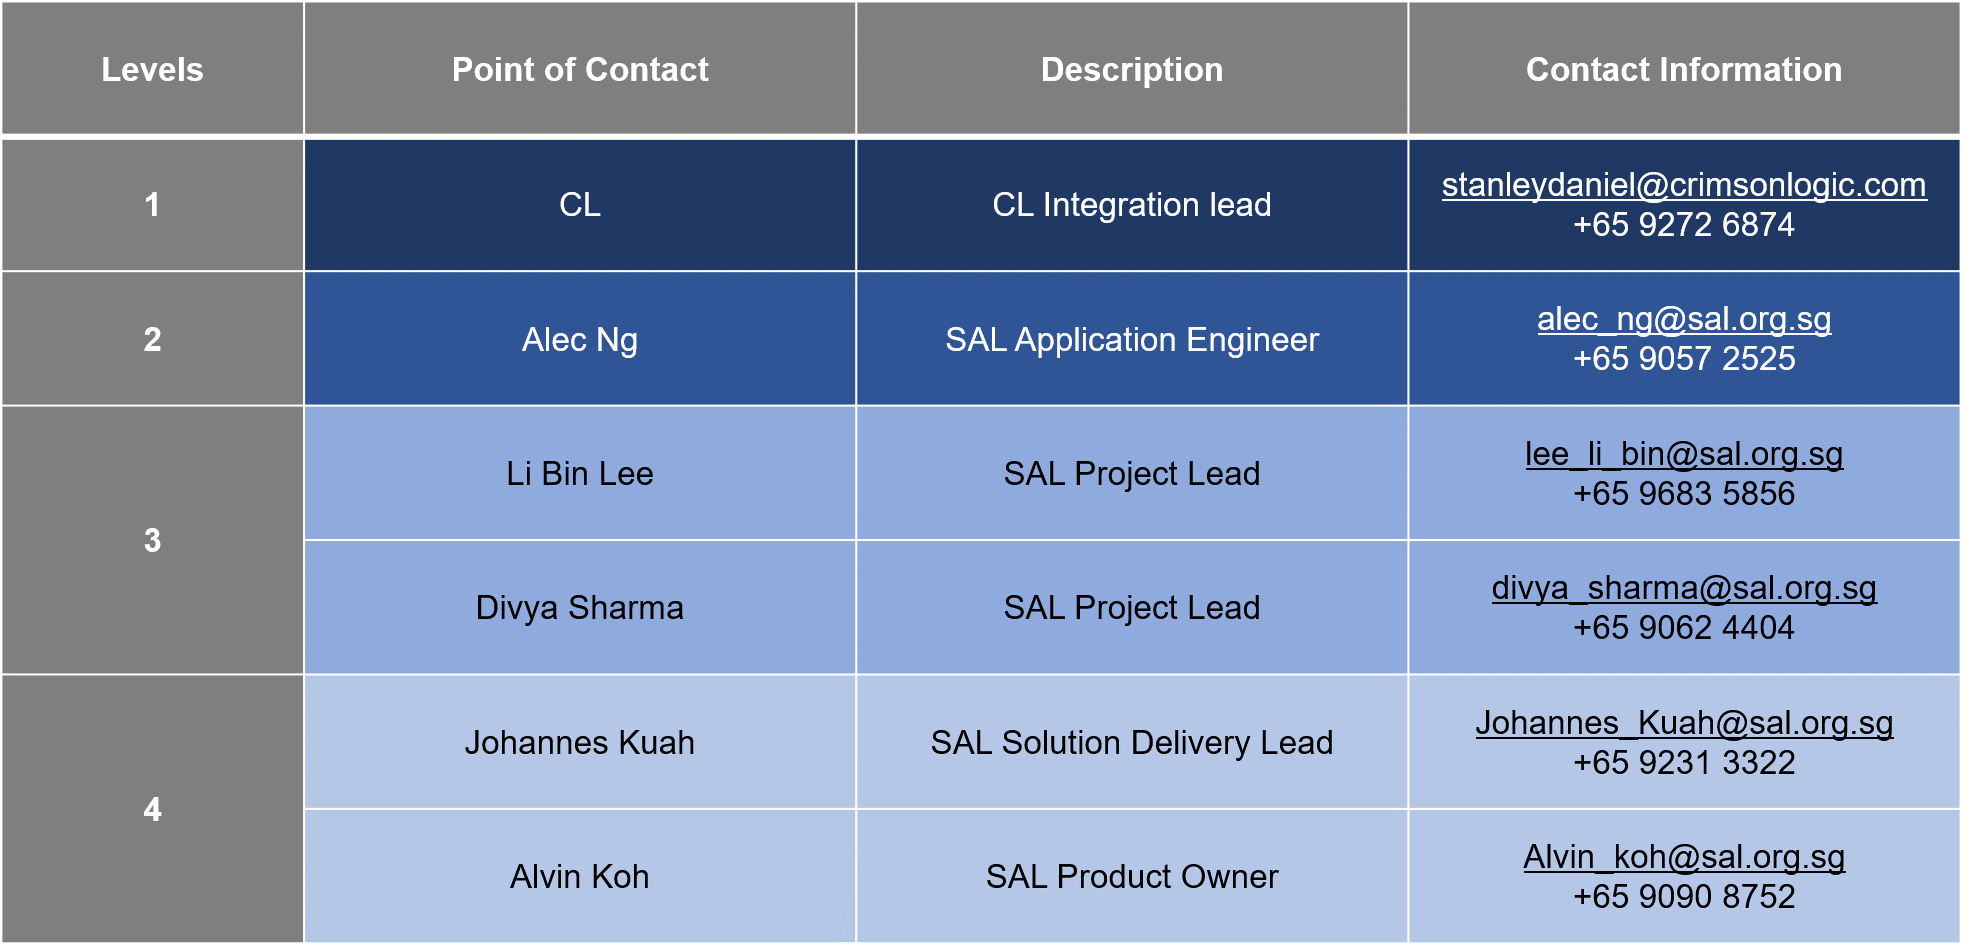 Levels
Point of Contact
Description
Contact Information
1
CL
CL Integration lead
stanleydaniel@crimsonlogic.com
+65 9272 6874
2
Alec Ng
SAL Application Engineer
alec_ng@sal.org.sg
+65 9057 2525
3
Li Bin Lee
SAL Project Lead
lee_li_bin@sal.org.sg
+65 9683 5856
Divya Sharma
SAL Project Lead
divya_sharma@sal.org.sg
+65 9062 4404
4
Johannes Kuah
SAL Solution Delivery Lead
Johannes_Kuah@sal.org.sg
+65 9231 3322
Alvin Koh
SAL Product Owner
Alvin_koh@sal.org.sg
+65 9090 8752